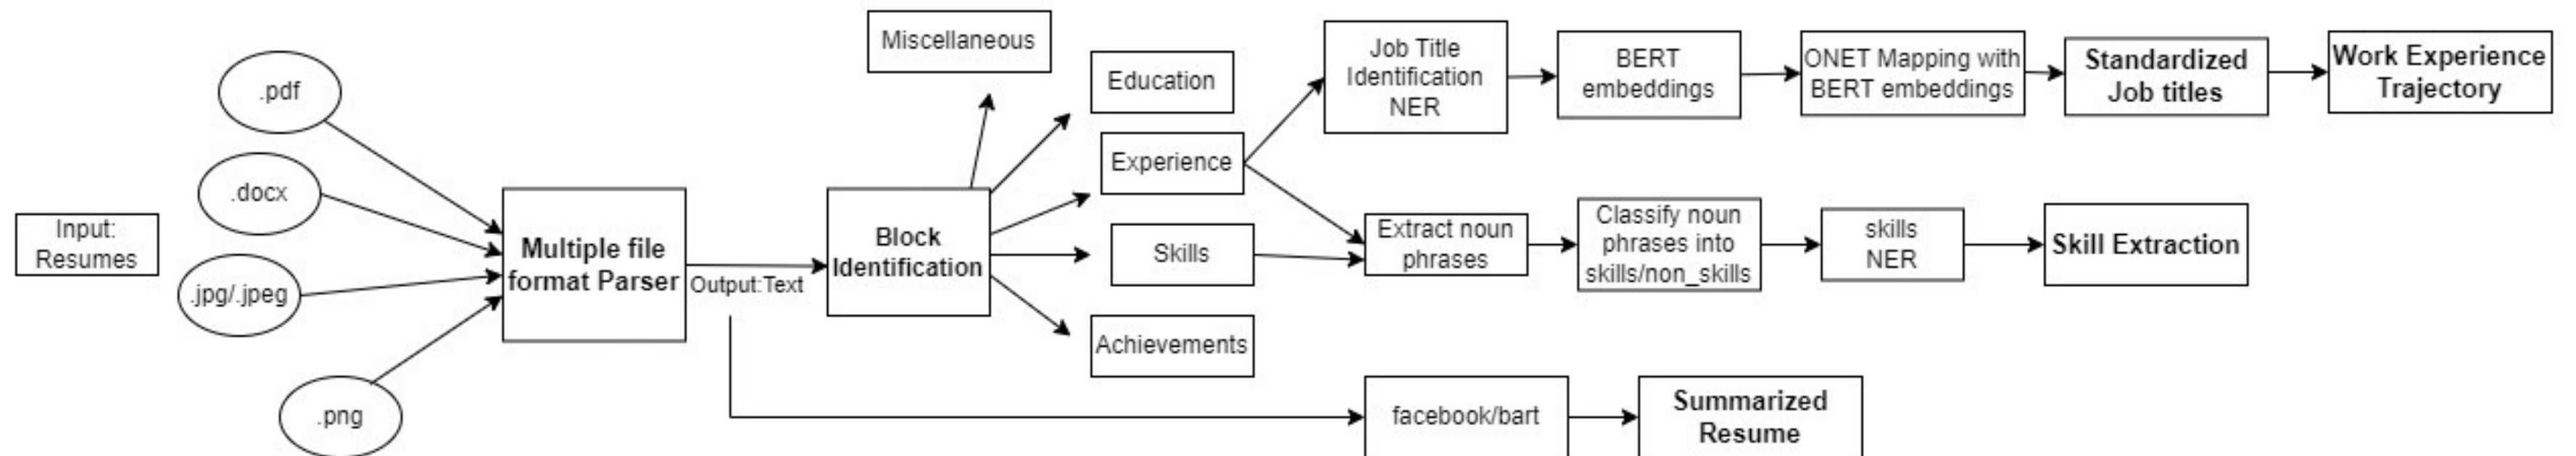 Input:
Resumes
.pdf
.docx
.jpg/.jpeg
.png
Multiple file
format Parser
Output:Text
Block
Identification
Miscellaneous
Education
Experience
Skills
Achievements
Job Title
Identification
NER
BERT
embeddings
ONET Mapping with
BERT embeddings
Standardized
Job titles
Work Experience
Trajectory
Extract noun
phrases
Classify noun
phrases into
skills/non_skills
skills
NER
Skill Extraction
facebook/bart
Summarized
Resume